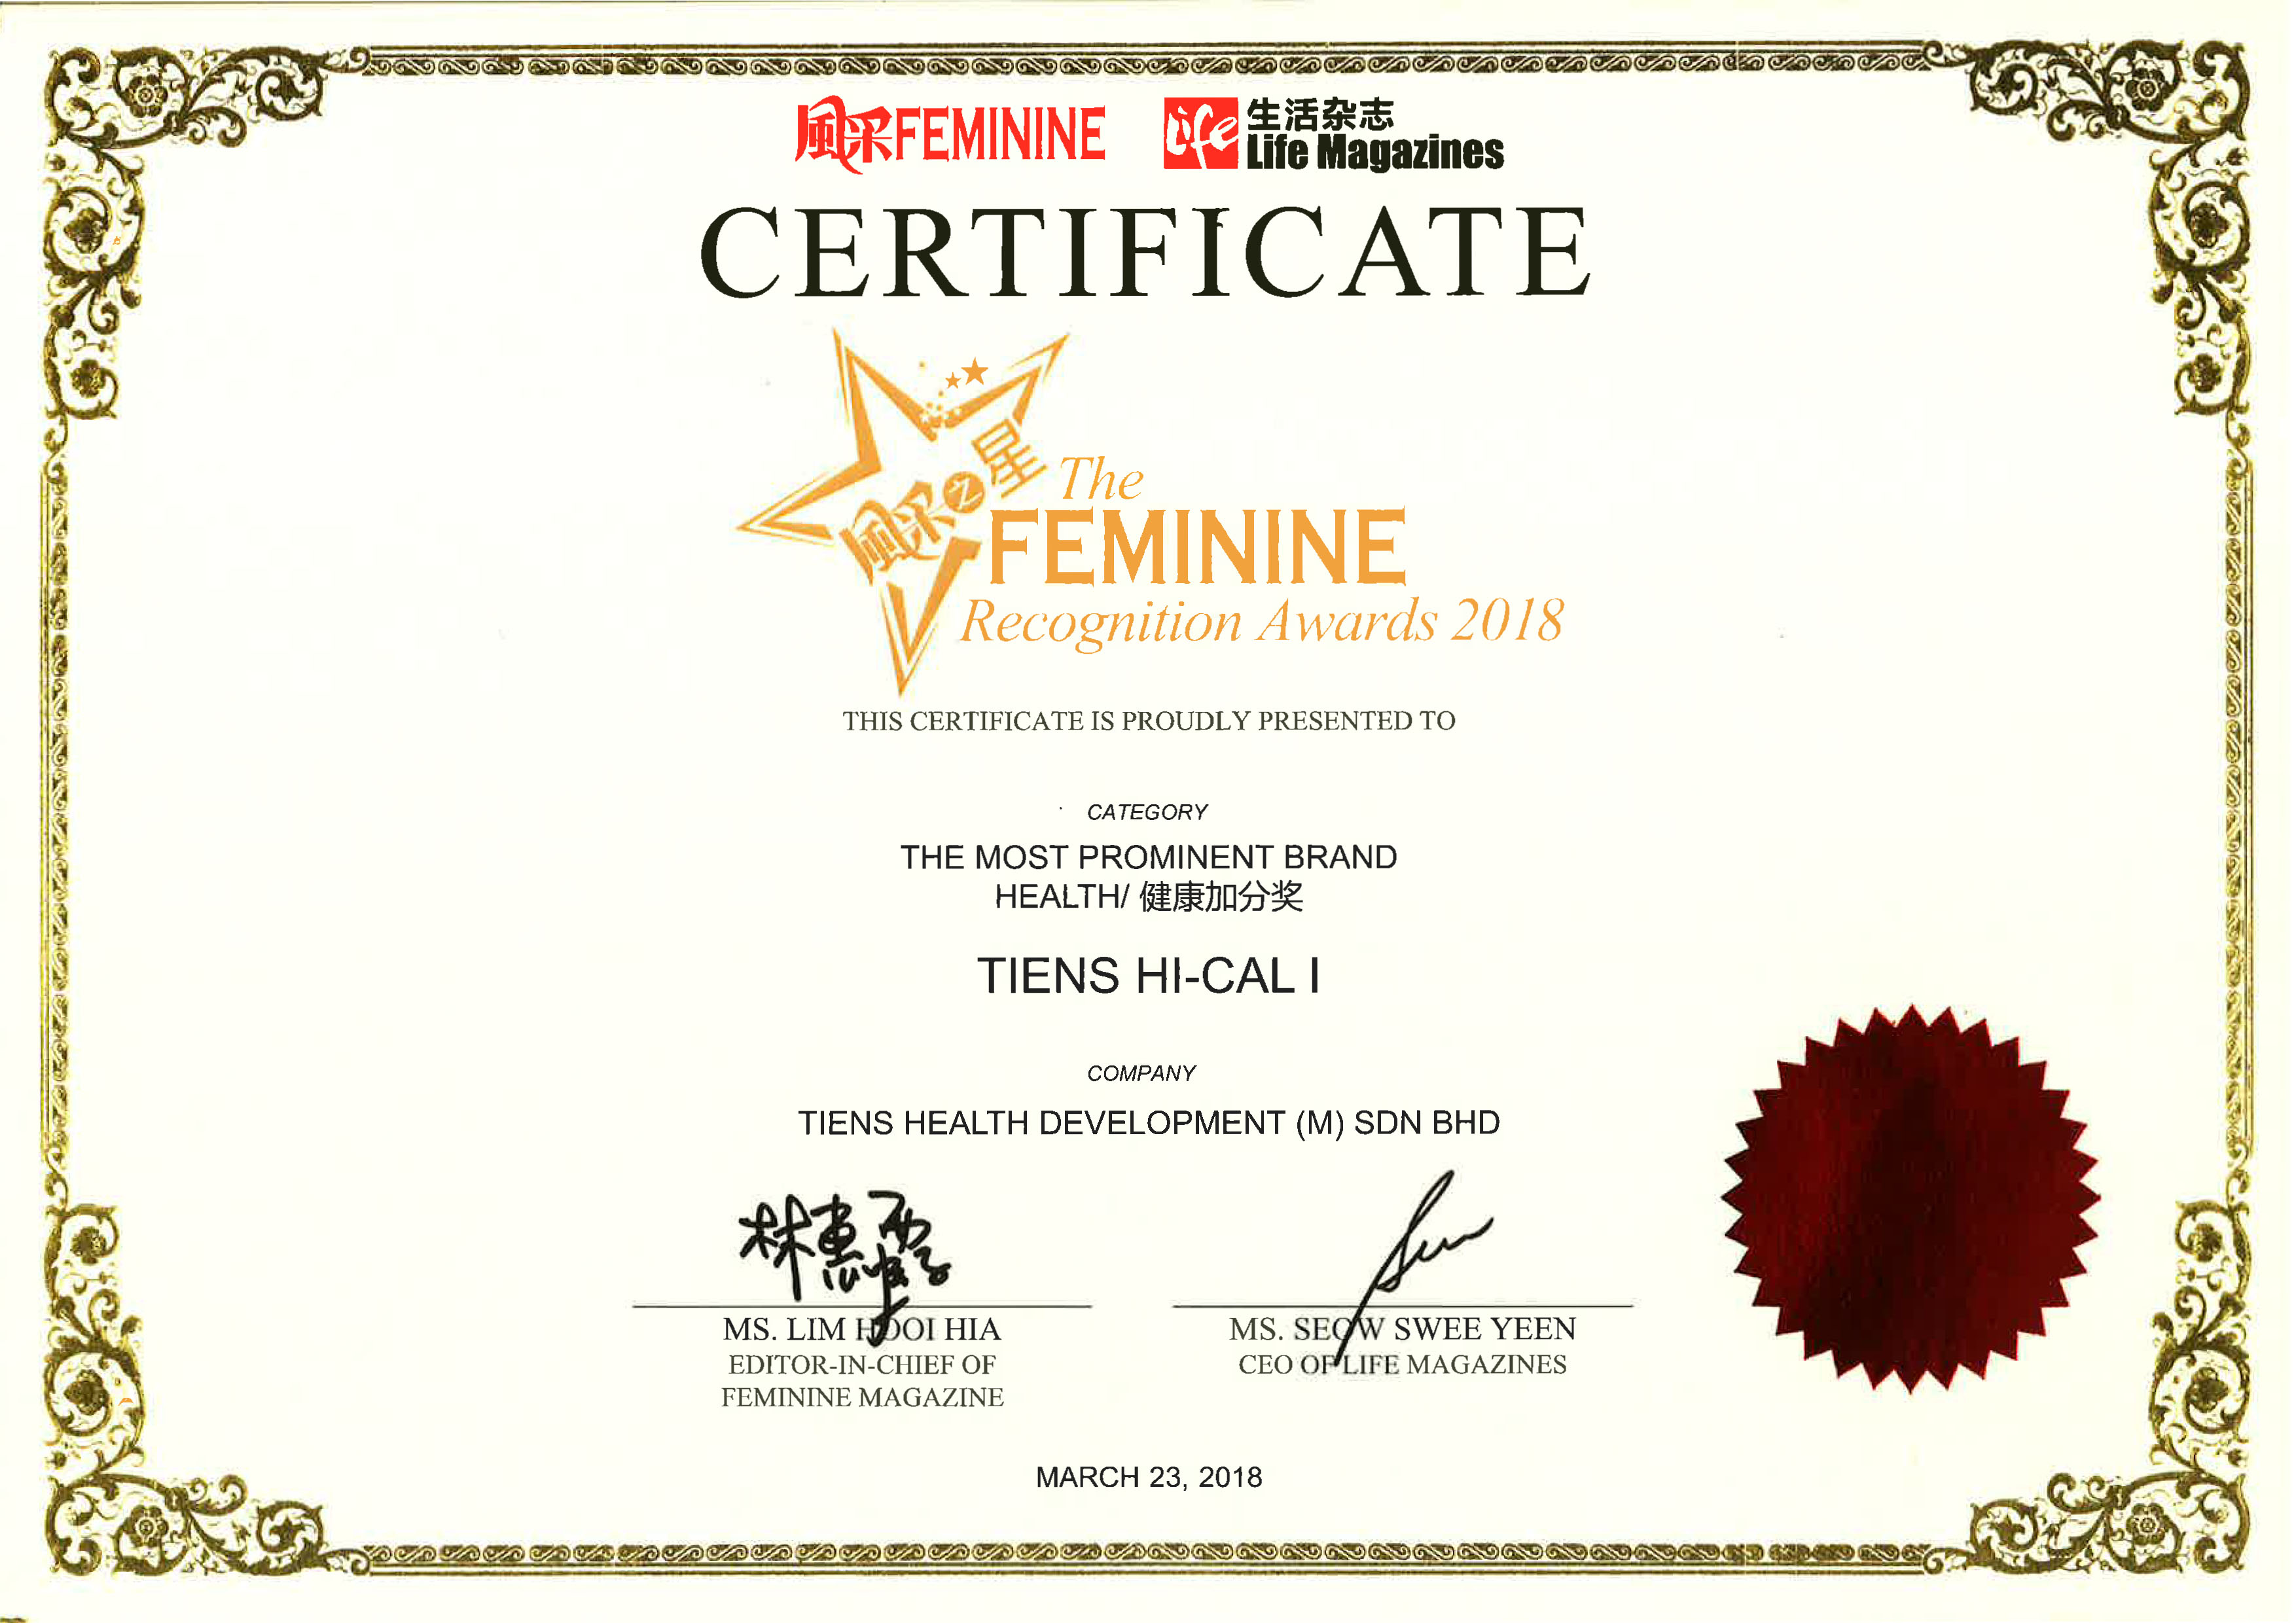 風采FEMININE
Life 生活杂志
Life Magazines
CERTIFICATE
風采之星
The
FEMININE
Recognition Awards 2018
THIS CERTIFICATE IS PROUDLY PRESENTED TO
CATEGORY
THE MOST PROMINENT BRAND
HEALTH/ 健康加分奖
TIENS HI-CAL I
COMPANY
TIENS HEALTH DEVELOPMENT (M) SDN BHD
林惠霞
MS. LIM HOOI HIA
EDITOR-IN-CHIEF OF
FEMININE MAGAZINE
MS. SEOW SWEE YEEN
CEO OF LIFE MAGAZINES
MARCH 23, 2018